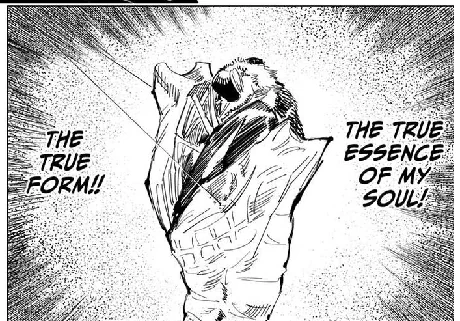 THE
TRUE
FORM!!
THE TRUE
ESSENCE
OF MY
SOUL!